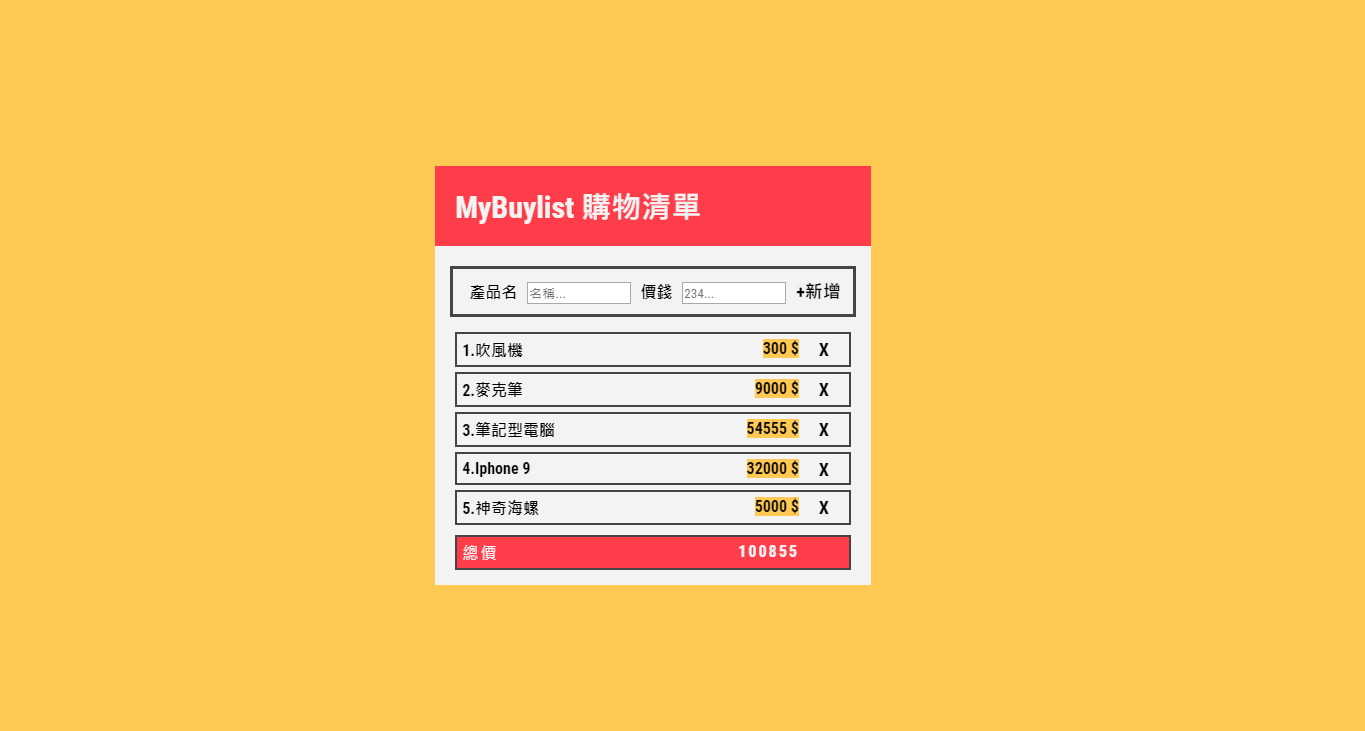 MyBuylist 購物清單
產品名 名稱... 價錢 234... +新增
1.吹風機 300 $ X
2.麥克筆 9000 $ X
3.筆記型電腦 54555 $ X
4.Iphone 9 32000 $ X
5.神奇海螺 5000 $ X
總價 100855